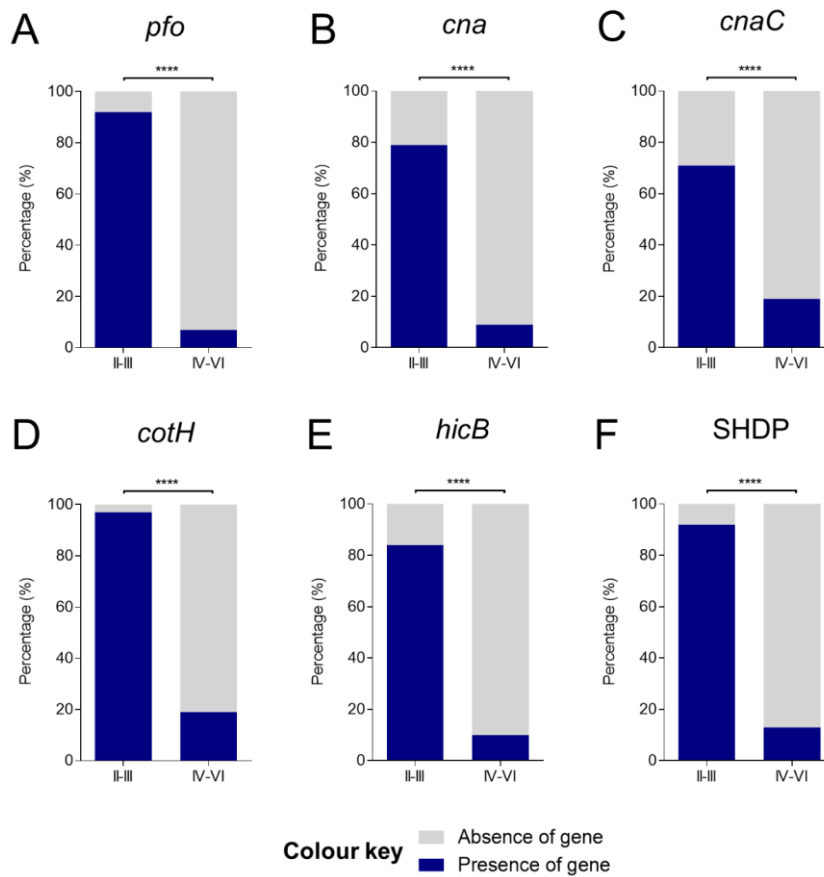 A pfo
****
Percentage (%)
100
80
60
40
20
0
II-III IV-VI
B cna
****
Percentage (%)
100
80
60
40
20
0
II-III IV-VI
C cnaC
****
Percentage (%)
100
80
60
40
20
0
II-III IV-VI
D cotH
****
Percentage (%)
100
80
60
40
20
0
II-III IV-VI
E hicB
****
Percentage (%)
100
80
60
40
20
0
II-III IV-VI
F SHDP
****
Percentage (%)
100
80
60
40
20
0
II-III IV-VI
Colour key
Absence of gene
Presence of gene